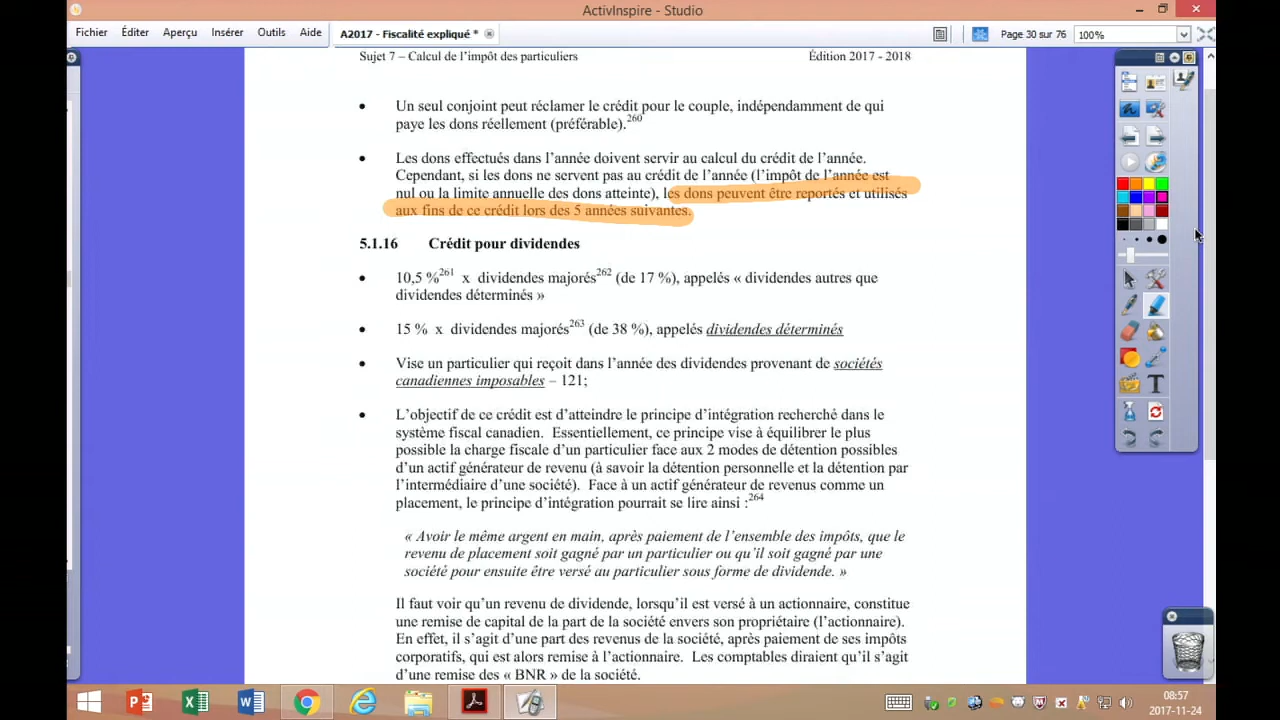 ActivInspire - Studio
Fichier Éditer Aperçu Insérer Outils Aide A2017 - Fiscalité expliqué * Page 30 sur 76 100%
Sujet 7 – Calcul de l'impôt des particuliers Édition 2017 - 2018
• Un seul conjoint peut réclamer le crédit pour le couple, indépendamment de qui
paye les dons réellement (préférable).260
• Les dons effectués dans l'année doivent servir au calcul du crédit de l'année.
Cependant, si les dons ne servent pas au crédit de l'année (l'impôt de l'année est
nul ou la limite annuelle des dons atteinte), les dons peuvent être reportés et utilisés
aux fins de ce crédit lors des 5 années suivantes.
5.1.16 Crédit pour dividendes
• 10,5 %261 x dividendes majorés262 (de 17 %), appelés « dividendes autres que
dividendes déterminés »
• 15 % x dividendes majorés263 (de 38 %), appelés dividendes déterminés
• Vise un particulier qui reçoit dans l'année des dividendes provenant de sociétés
canadiennes imposables – 121;
• L'objectif de ce crédit est d'atteindre le principe d'intégration recherché dans le
système fiscal canadien. Essentiellement, ce principe vise à équilibrer le plus
possible la charge fiscale d'un particulier face aux 2 modes de détention possibles
d'un actif générateur de revenu (à savoir la détention personnelle et la détention par
l'intermédiaire d'une société). Face à un actif générateur de revenus comme un
placement, le principe d'intégration pourrait se lire ainsi :264
« Avoir le même argent en main, après paiement de l'ensemble des impôts, que le
revenu de placement soit gagné par un particulier ou qu'il soit gagné par une
société pour ensuite être versé au particulier sous forme de dividende. »
Il faut voir qu'un revenu de dividende, lorsqu'il est versé à un actionnaire, constitue
une remise de capital de la part de la société envers son propriétaire (l'actionnaire).
En effet, il s'agit d'une part des revenus de la société, après paiement de ses impôts
corporatifs, qui est alors remise à l'actionnaire. Les comptables diraient qu'il s'agit
d'une remise des « BNR » de la société.
08:57
2017-11-24